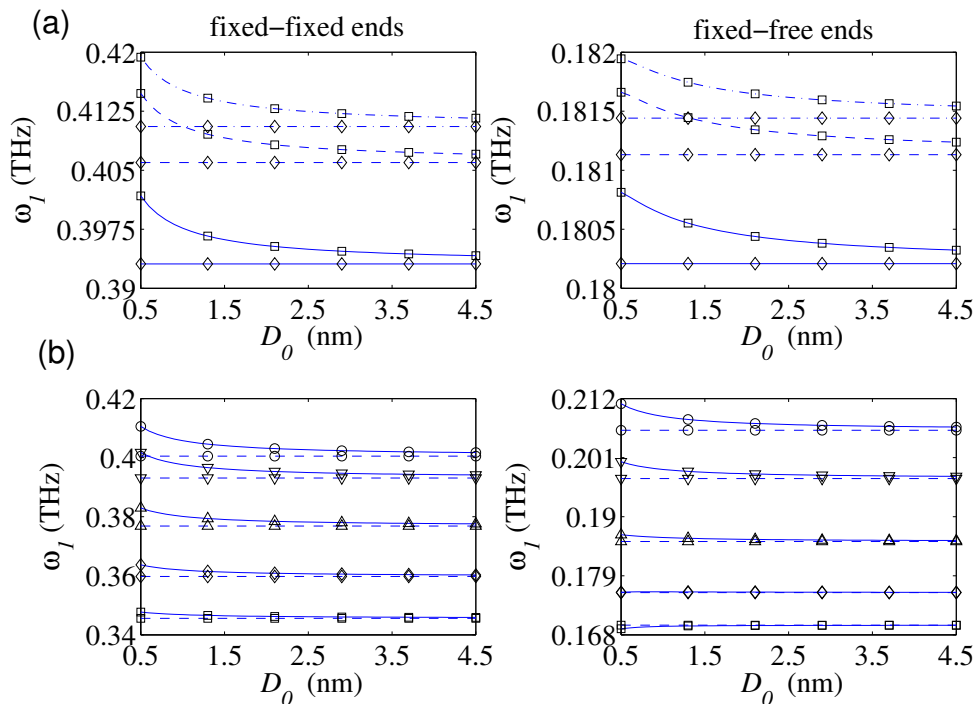 (a)
fixed−fixed ends
fixed−free ends
0.42
0.4125
0.405
0.3975
0.39
ω1 (THz)
0.5 1.5 2.5 3.5 4.5
D0 (nm)
0.182
0.1815
0.181
0.1805
0.18
ω1 (THz)
0.5 1.5 2.5 3.5 4.5
D0 (nm)
(b)
0.42
0.4
0.38
0.36
0.34
ω1 (THz)
0.5 1.5 2.5 3.5 4.5
D0 (nm)
0.212
0.201
0.19
0.179
0.168
ω1 (THz)
0.5 1.5 2.5 3.5 4.5
D0 (nm)